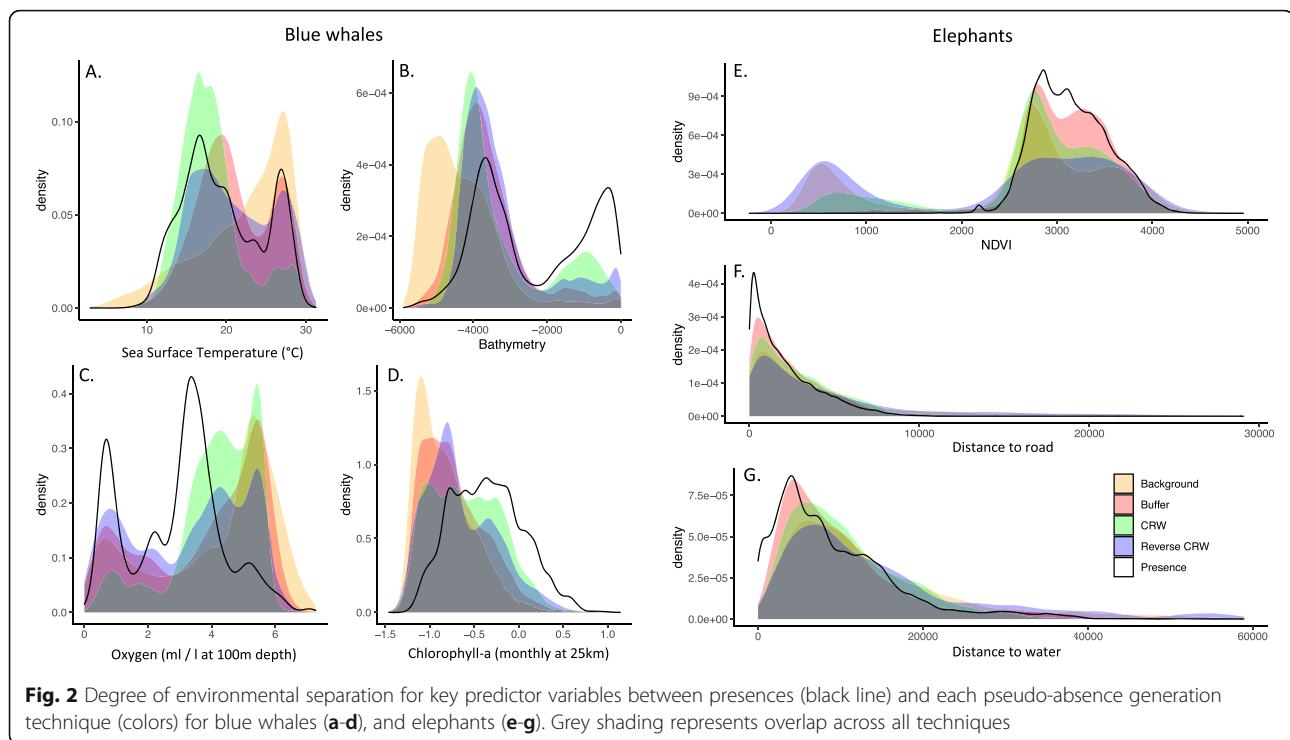 Blue whales
Elephants
A.
density
0.10
0.05
0.00
10
20
30
Sea Surface Temperature (°C)
B.
density
6e−04
4e−04
2e−04
0e+00
−6000
−4000
−2000
0
Bathymetry
C.
density
0.4
0.3
0.2
0.1
0.0
0
2
4
6
Oxygen (ml / l at 100m depth)
D.
density
1.5
1.0
0.5
0.0
−1.5
−1.0
−0.5
0.0
0.5
1.0
Chlorophyll-a (monthly at 25km)
E.
density
9e−04
6e−04
3e−04
0e+00
0
1000
2000
3000
4000
5000
NDVI
F.
density
4e−04
3e−04
2e−04
1e−04
0e+00
0
10000
20000
30000
Distance to road
G.
density
7.5e−05
5.0e−05
2.5e−05
0.0e+00
0
20000
40000
60000
Distance to water
Background
Buffer
CRW
Reverse CRW
Presence
Fig. 2 Degree of environmental separation for key predictor variables between presences (black line) and each pseudo-absence generation
technique (colors) for blue whales (a-d), and elephants (e-g). Grey shading represents overlap across all techniques